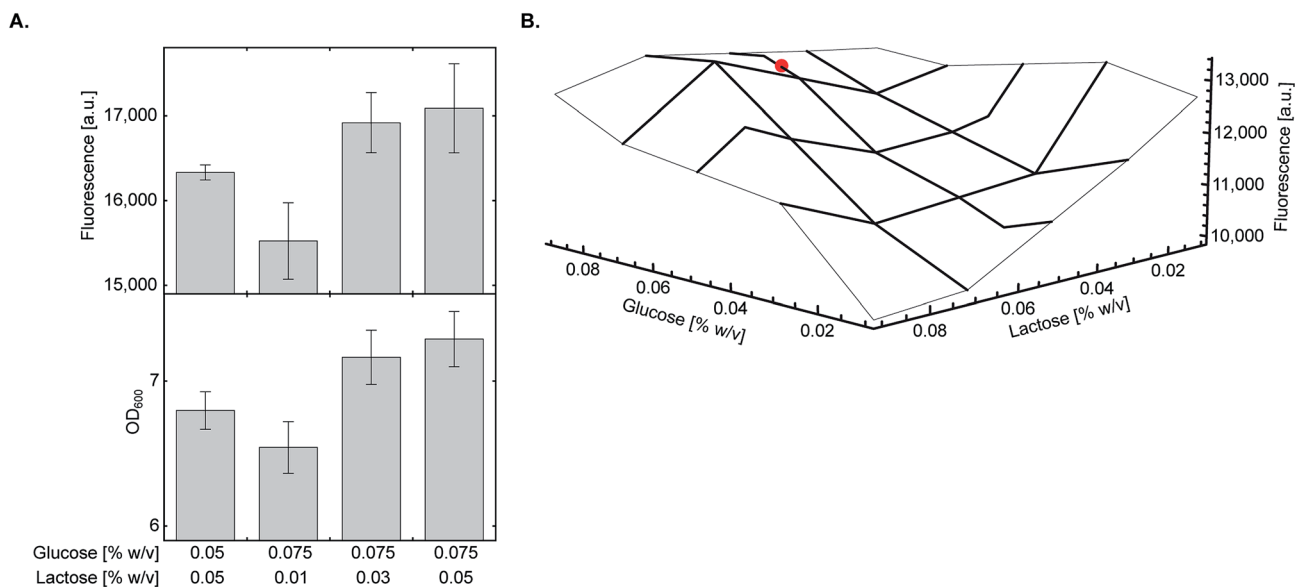 A.
B.
Fluorescence [a.u.]
17,000
16,000
15,000
OD600
7
6
Glucose [% w/v] 0.05 0.075 0.075 0.075
Lactose [% w/v] 0.05 0.01 0.03 0.05
13,000
12,000
11,000
10,000
Fluorescence [a.u.]
0.08 0.06 0.04 0.02
Glucose [% w/v]
0.08 0.06 0.04 0.02
Lactose [% w/v]